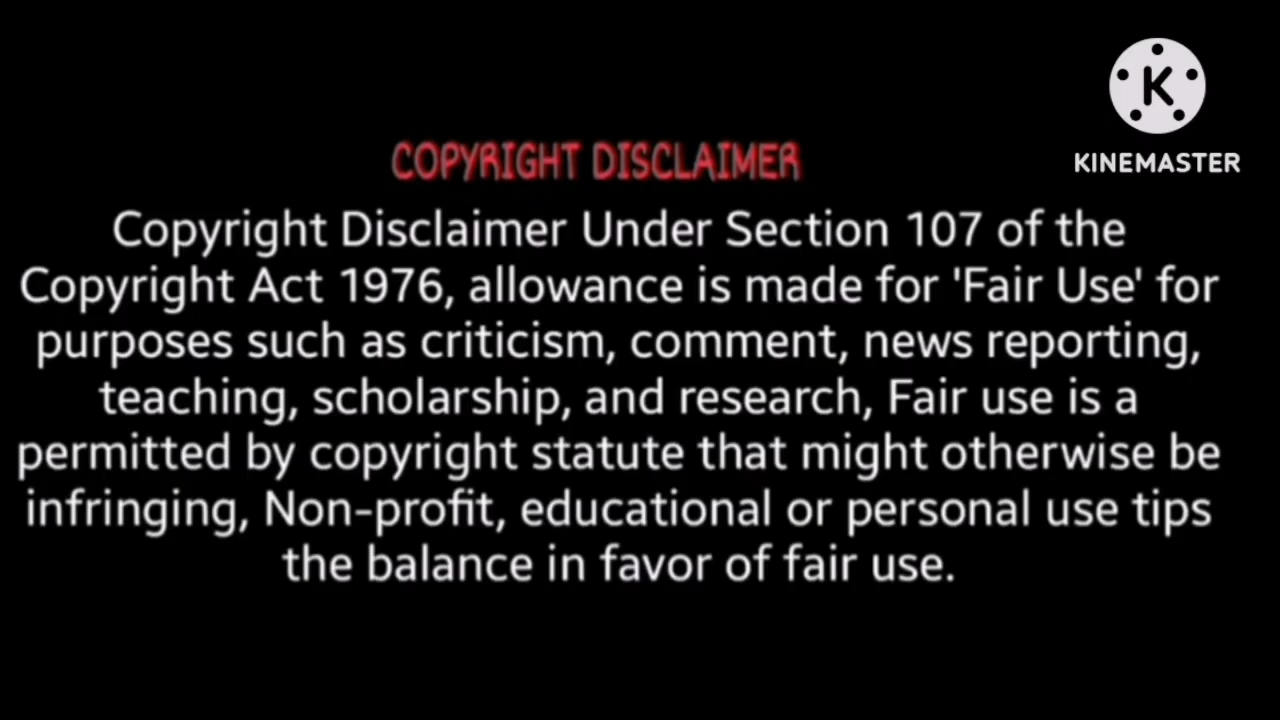 K
KINEMASTER
COPYRIGHT DISCLAIMER
Copyright Disclaimer Under Section 107 of the
Copyright Act 1976, allowance is made for 'Fair Use' for
purposes such as criticism, comment, news reporting,
teaching, scholarship, and research, Fair use is a
permitted by copyright statute that might otherwise be
infringing, Non-profit, educational or personal use tips
the balance in favor of fair use.